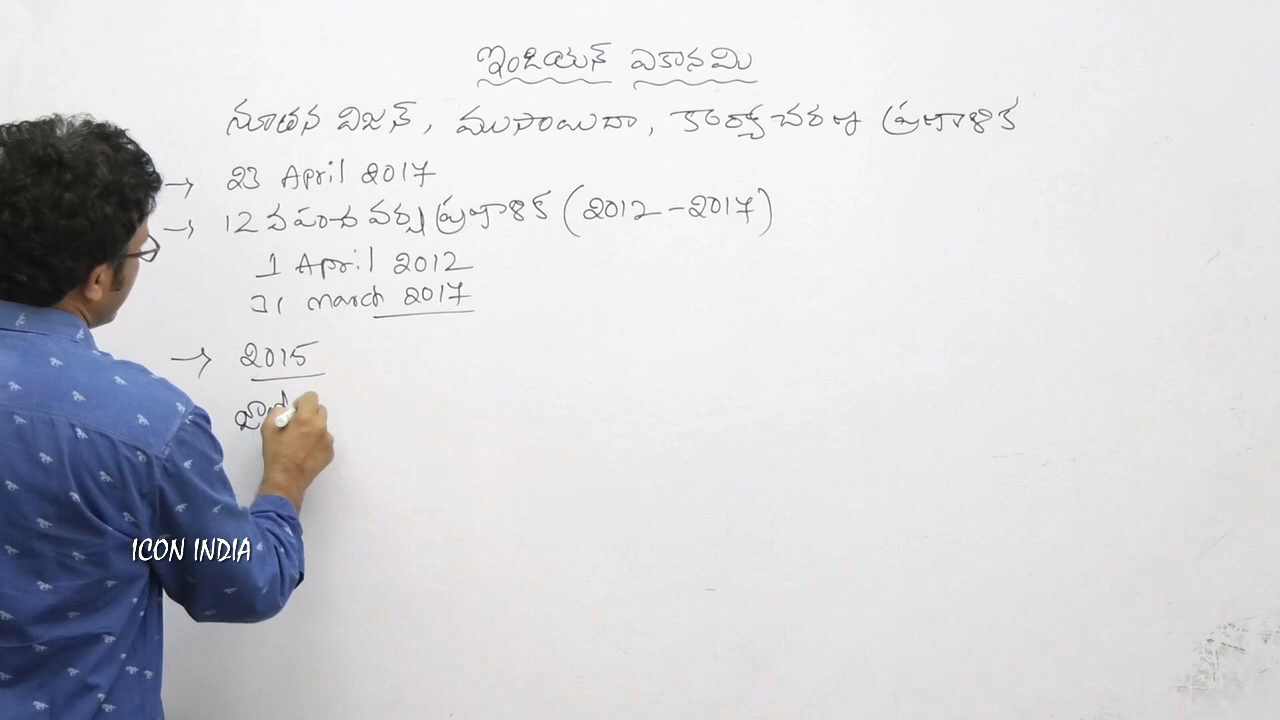 ఇండియన్ ఎకానమి
నూతన విజన్, ముసాయిదా, కార్యాచరణ ప్రణాళిక
→ 23 April 2017
→ 12 వ పంచ వర్ష ప్రణాళిక (2012-2017)
1 April 2012
31 march 2017
→ 2015
ICON INDIA